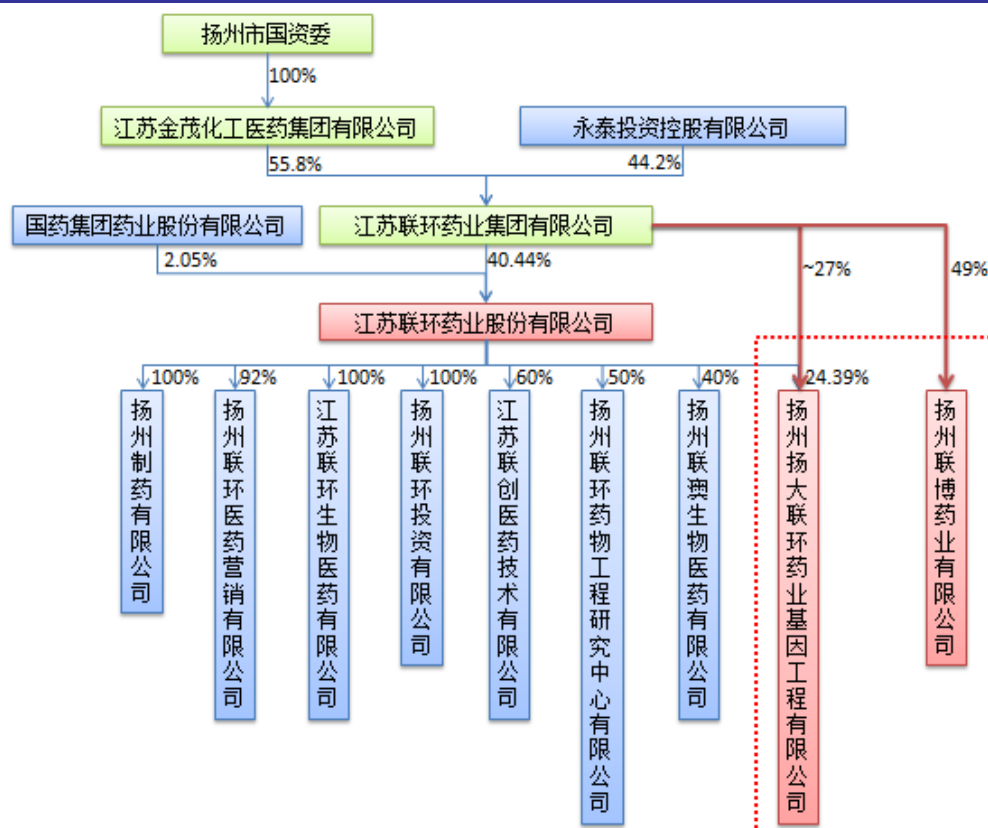 扬州市国资委
100%
江苏金茂化工医药集团有限公司
永泰投资控股有限公司
55.8%
44.2%
国药集团药业股份有限公司
江苏联环药业集团有限公司
2.05%
40.44%
~27%
49%
江苏联环药业股份有限公司
100%
92%
100%
100%
60%
50%
40%
24.39%
扬州制药有限公司
扬州联环医药营销有限公司
江苏联环生物医药有限公司
扬州联环投资有限公司
江苏联创医药技术有限公司
扬州联环药物工程研究中心有限公司
扬州联澳生物医药有限公司
扬州扬大联环药业基因工程有限公司
扬州联博药业有限公司